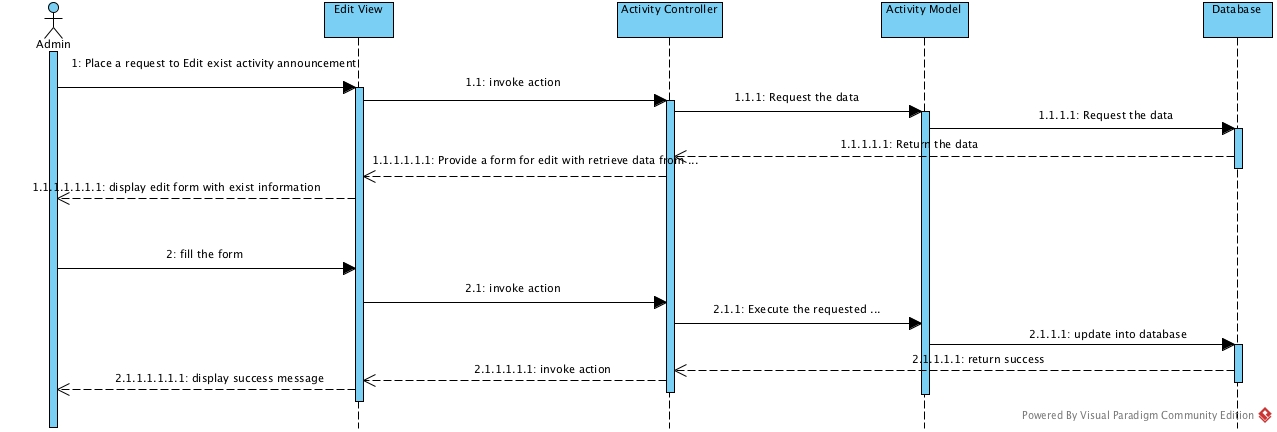 Edit View
Activity Controller
Activity Model
Database
Admin
1: Place a request to Edit exist activity announcement
1.1: invoke action
1.1.1: Request the data
1.1.1.1: Request the data
1.1.1.1.1: Return the data
1.1.1.1.1.1: Provide a form for edit with retrieve data from ...
1.1.1.1.1.1.1: display edit form with exist information
2: fill the form
2.1: invoke action
2.1.1: Execute the requested ...
2.1.1.1: update into database
2.1.1.1.1: return success
2.1.1.1.1.1: invoke action
2.1.1.1.1.1.1: display success message
Powered By Visual Paradigm Community Edition